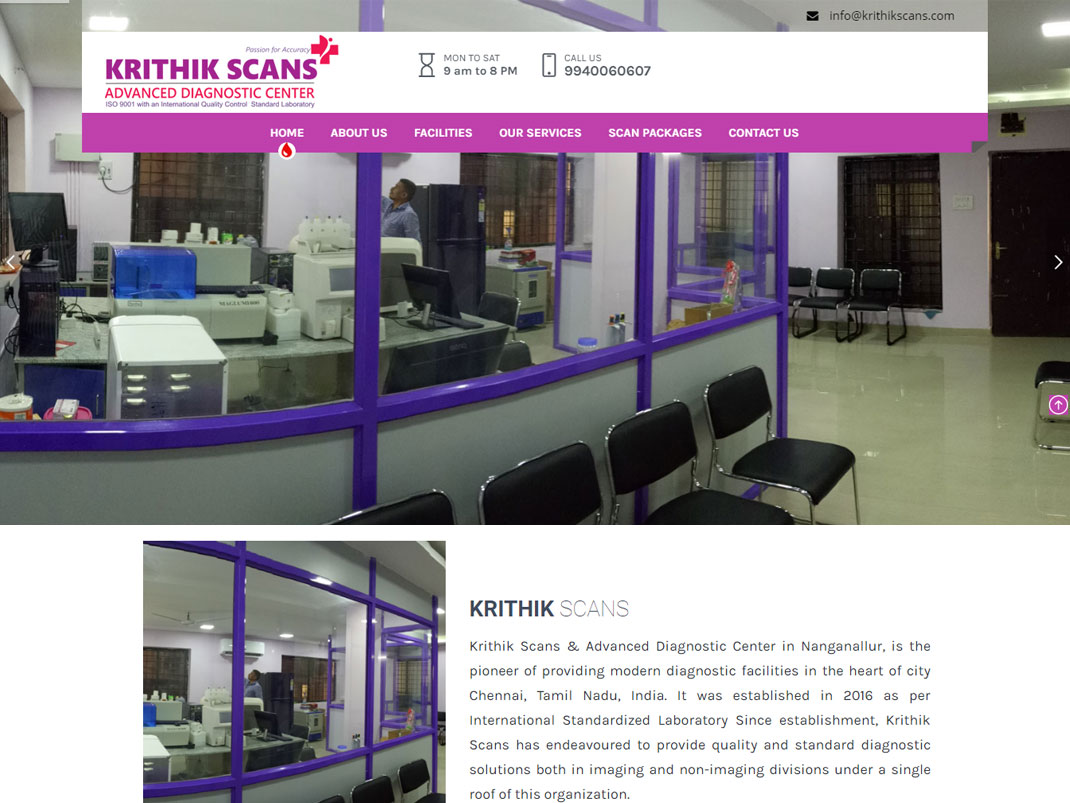 info@krithikscans.com
Passion for Accuracy
KRITHIK SCANS
ADVANCED DIAGNOSTIC CENTER
ISO 9001 with an International Quality Control Standard Laboratory
MON TO SAT
9 am to 8 PM
CALL US
9940060607
HOME ABOUT US FACILITIES OUR SERVICES SCAN PACKAGES CONTACT US
KRITHIK SCANS
Krithik Scans & Advanced Diagnostic Center in Nanganallur, is the
pioneer of providing modern diagnostic facilities in the heart of city
Chennai, Tamil Nadu, India. It was established in 2016 as per
International Standardized Laboratory Since establishment, Krithik
Scans has endeavoured to provide quality and standard diagnostic
solutions both in imaging and non-imaging divisions under a single
roof of this organization.